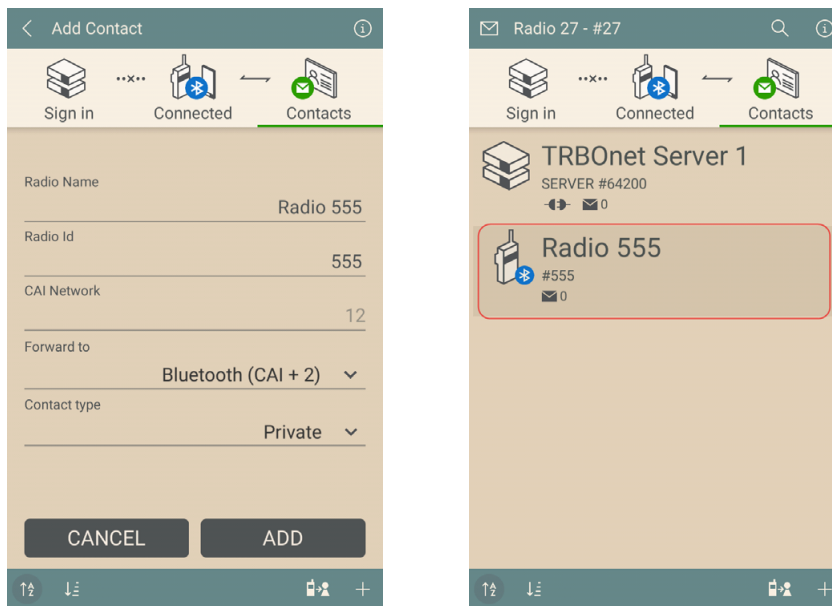 Add Contact
Sign in
Connected
Contacts
Radio Name
Radio 555
Radio Id
555
CAI Network
12
Forward to
Bluetooth (CAI + 2)
Contact type
Private
CANCEL
ADD
Radio 27 - #27
Sign in
Connected
Contacts
TRBOnet Server 1
SERVER #64200
0
Radio 555
#555
0